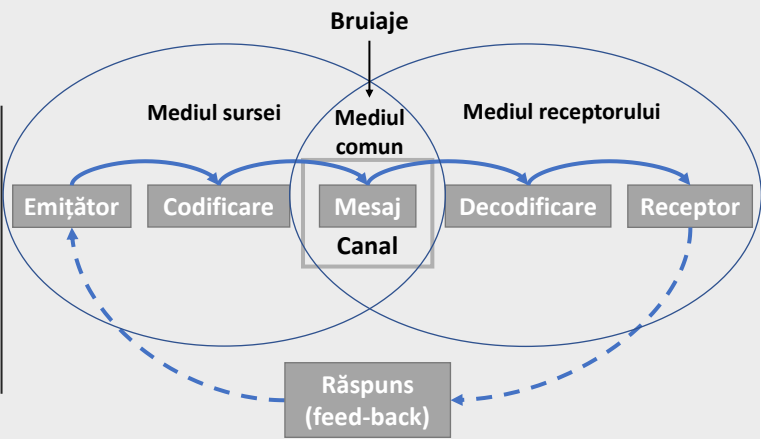 Bruiaje
Mediul sursei
Mediul
comun
Mediul receptorului
Emițător
Codificare
Mesaj
Decodificare
Receptor
Canal
Răspuns
(feed-back)